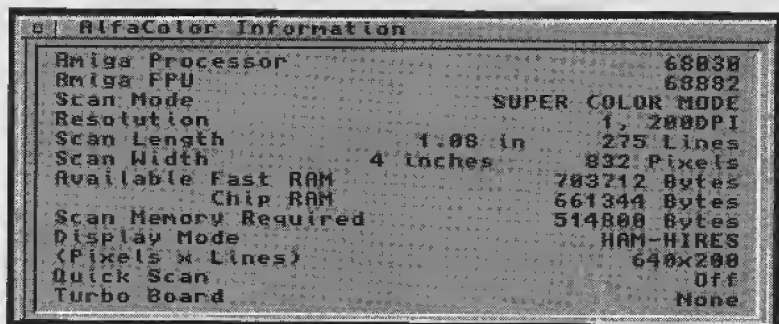 AlfaColor Information
Amiga Processor 68030
Amiga FPU 68882
Scan Mode SUPER COLOR MODE
Resolution 1, 200DPI
Scan Length 1.08 in 275 Lines
Scan Width 4 inches 832 Pixels
Available Fast RAM 703712 Bytes
Chip RAM 661344 Bytes
Scan Memory Required 514800 Bytes
Display Mode HAM-HIRES
(Pixels x Lines) 640x200
Quick Scan Off
Turbo Board None